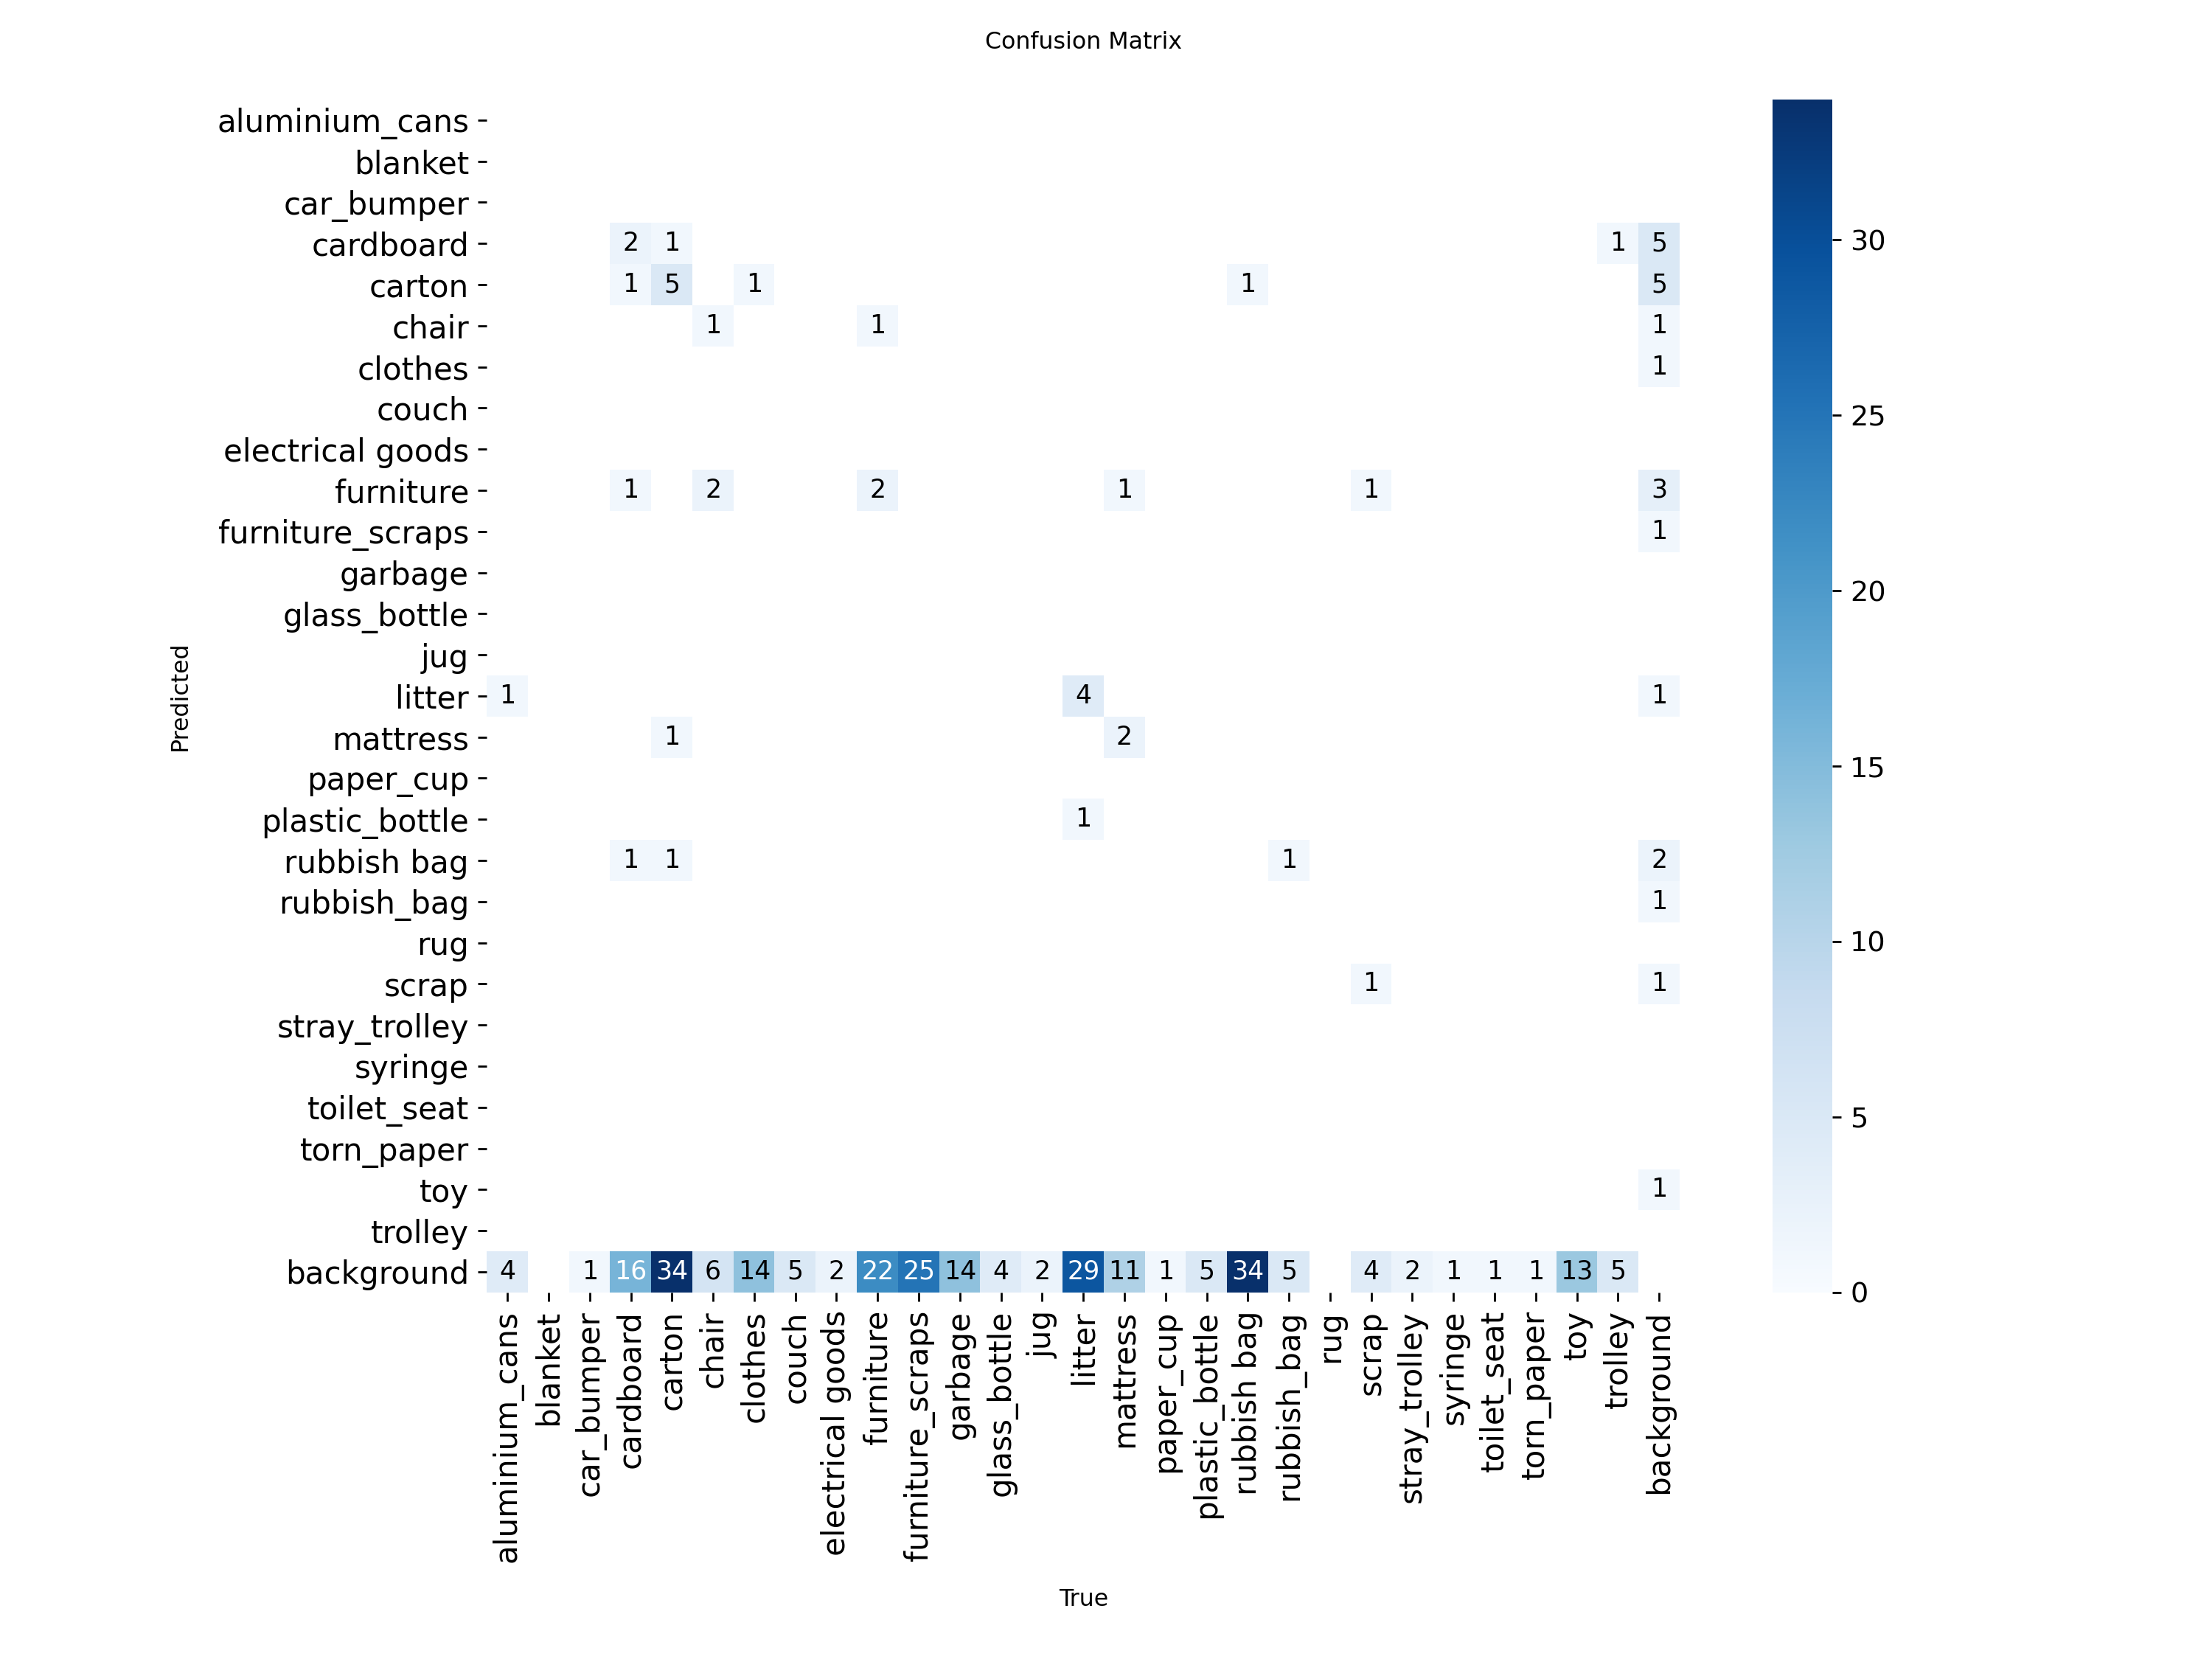 Confusion Matrix
aluminium_cans
blanket
car_bumper
cardboard 2 1 1 5
carton 1 5 1 1 5
chair 1 1 1
clothes 1
couch
electrical goods
furniture 1 2 2 1 1 3
furniture_scraps 1
garbage
glass_bottle
jug
litter 1 4 1
mattress 1 2
paper_cup
plastic_bottle 1
rubbish bag 1 1 1 2
rubbish_bag 1
rug
scrap 1 1
stray_trolley
syringe
toilet_seat
torn_paper
toy 1
trolley
background 4 1 16 34 6 14 5 2 22 25 14 4 2 29 11 1 5 34 5 4 2 1 1 1 13 5
Predicted
aluminium_cans
blanket
car_bumper
cardboard
carton
chair
clothes
couch
electrical goods
furniture
furniture_scraps
garbage
glass_bottle
jug
litter
mattress
paper_cup
plastic_bottle
rubbish bag
rubbish_bag
rug
scrap
stray_trolley
syringe
toilet_seat
torn_paper
toy
trolley
background
True
30
25
20
15
10
5
0